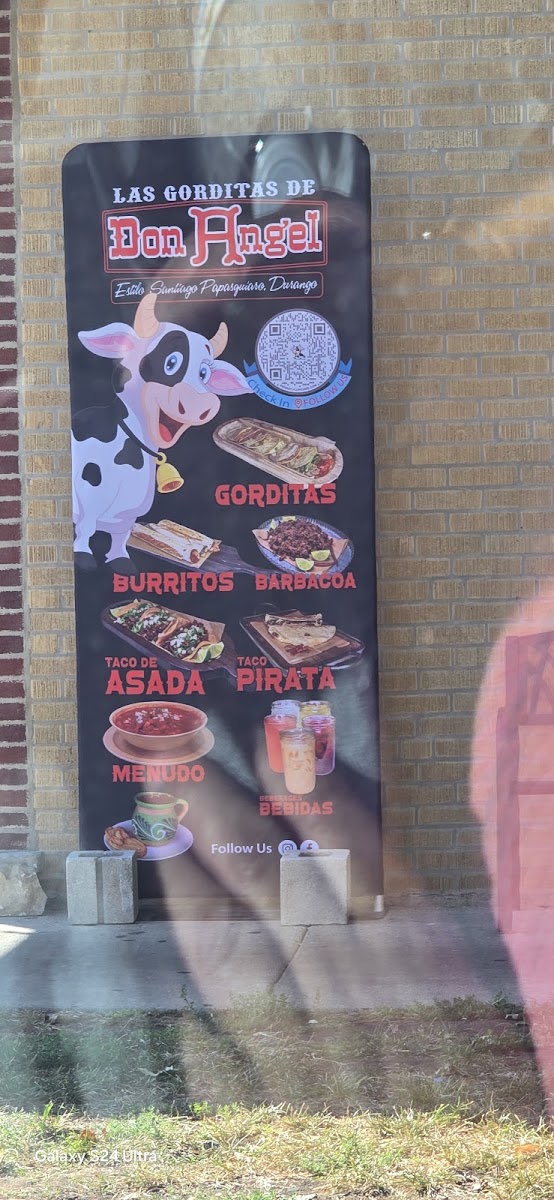 LAS GORDITAS DE
Don Angel
Estilo Santiago Papasquiaro, Durango
Check In FOLLOW US
GORDITAS
BURRITOS
BARBACOA
TACO DE
ASADA
TACO
PIRATA
MENUDO
BEBERAGES
BEBIDAS
Follow Us
Galaxy S24 Ultra